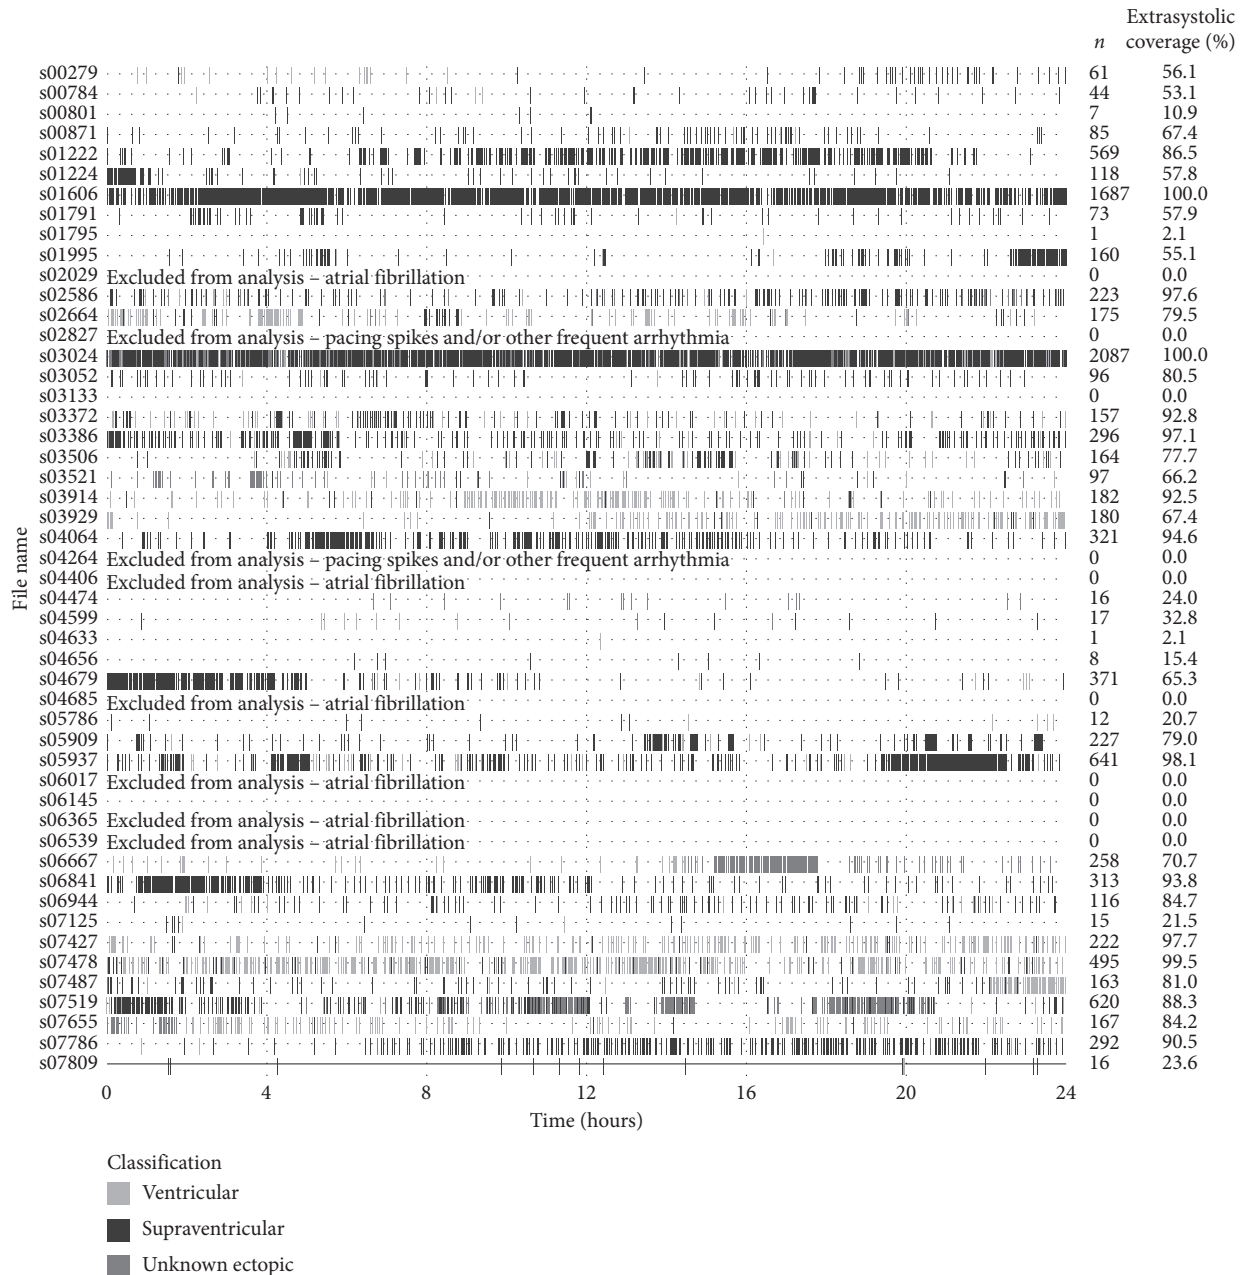 Extrasystolic
n coverage (%)
s00279 61 56.1
s00784 44 53.1
s00801 7 10.9
s00871 85 67.4
s01222 569 86.5
s01224 118 57.8
s01606 1687 100.0
s01791 73 57.9
s01795 1 2.1
s01995 160 55.1
s02029 Excluded from analysis – atrial fibrillation 0 0.0
s02586 223 97.6
s02664 175 79.5
s02827 Excluded from analysis – pacing spikes and/or other frequent arrhythmia 0 0.0
s03024 2087 100.0
s03052 96 80.5
s03133 0 0.0
s03372 157 92.8
s03386 296 97.1
s03506 164 77.7
s03521 97 66.2
s03914 182 92.5
s03929 180 67.4
s04064 321 94.6
s04264 Excluded from analysis – pacing spikes and/or other frequent arrhythmia 0 0.0
s04406 Excluded from analysis – atrial fibrillation 0 0.0
s04474 16 24.0
s04599 17 32.8
s04633 1 2.1
s04656 8 15.4
s04679 371 65.3
s04685 Excluded from analysis – atrial fibrillation 0 0.0
s05786 12 20.7
s05909 227 79.0
s05937 641 98.1
s06017 Excluded from analysis – atrial fibrillation 0 0.0
s06145 0 0.0
s06365 Excluded from analysis – atrial fibrillation 0 0.0
s06539 Excluded from analysis – atrial fibrillation 0 0.0
s06667 258 70.7
s06841 313 93.8
s06944 116 84.7
s07125 15 21.5
s07427 222 97.7
s07478 495 99.5
s07487 163 81.0
s07519 620 88.3
s07655 167 84.2
s07786 292 90.5
s07809 16 23.6
File name
0 4 8 12 16 20 24
Time (hours)
Classification
Ventricular
Supraventricular
Unknown ectopic